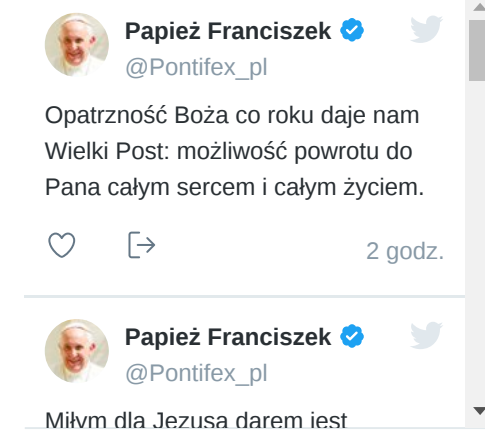 Papież Franciszek
@Pontifex_pl
Opatrzność Boża co roku daje nam
Wielki Post: możliwość powrotu do
Pana całym sercem i całym życiem.
2 godz.
Papież Franciszek
@Pontifex_pl
Miłym dla Jezusa darem jest